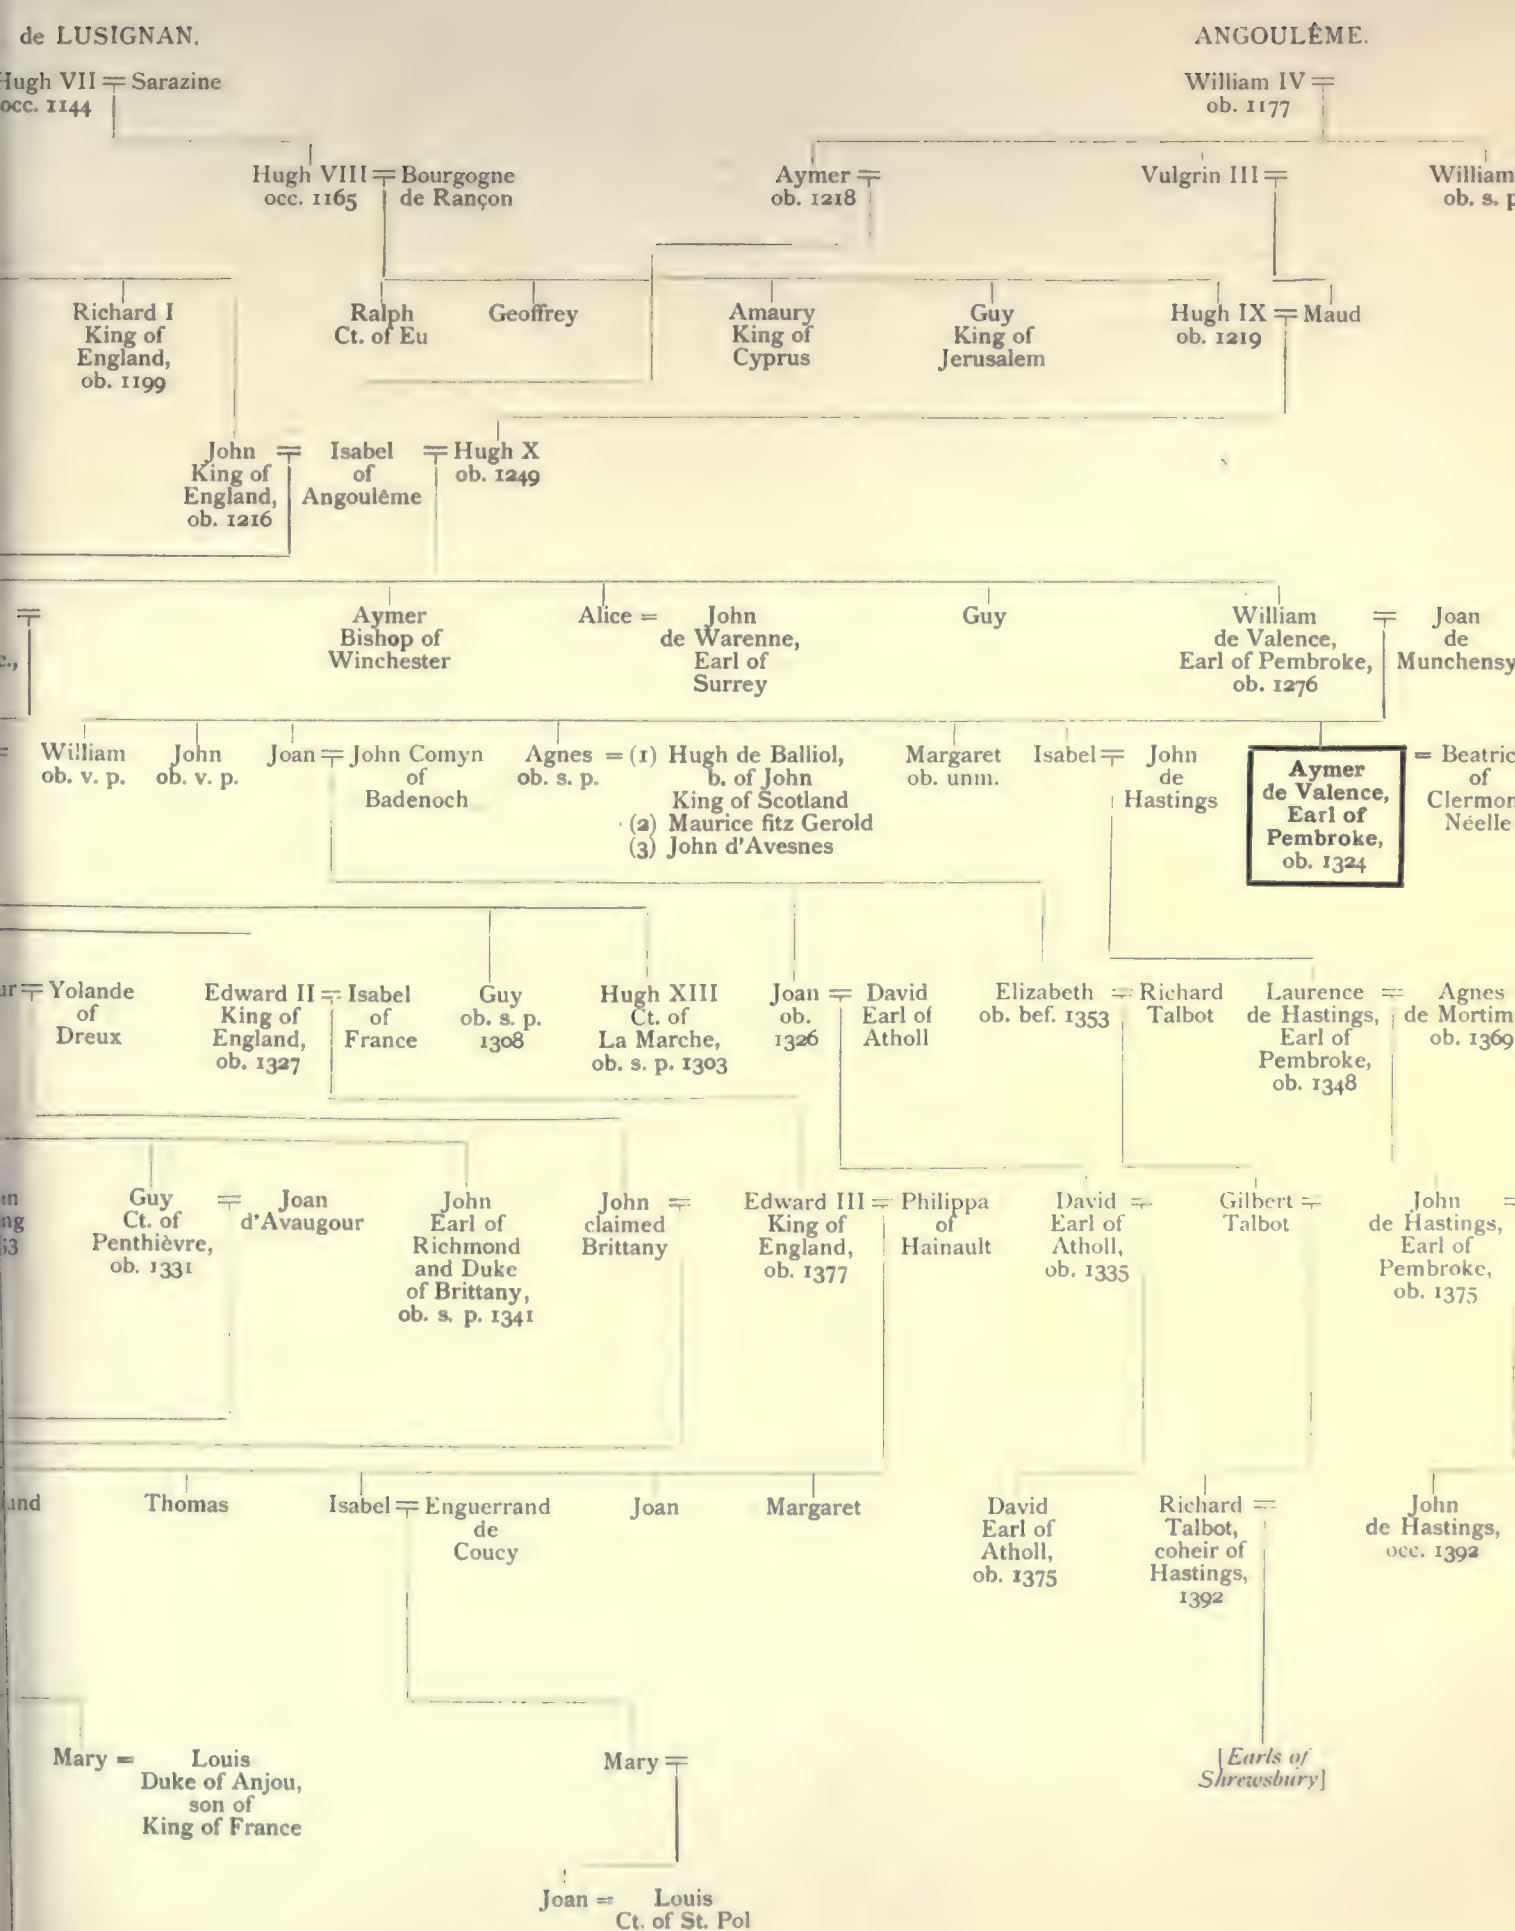 de LUSIGNAN.
ANGOULÊME.
Hugh VII = Sarazine
occ. 1144
William IV =
ob. 1177
Hugh VIII = Bourgogne
occ. 1165 de Rançon
Aymer =
ob. 1218
Vulgrin III =
William
ob. s. p
Richard I
King of
England,
ob. 1199
Ralph
Ct. of Eu
Geoffrey
Amaury
King of
Cyprus
Guy
King of
Jerusalem
Hugh IX = Maud
ob. 1219
John =
King of
England,
ob. 1216
Isabel
of
Angoulême
= Hugh X
ob. 1249
=
c.,
Aymer
Bishop of
Winchester
Alice =
John
de Warenne,
Earl of
Surrey
Guy
William
de Valence,
Earl of Pembroke,
ob. 1276
=
Joan
de
Munchensy
=
William
ob. v. p.
John
ob. v. p.
Joan = John Comyn
of
Badenoch
Agnes = (1) Hugh de Balliol,
ob. s. p. b. of John
King of Scotland
(2) Maurice fitz Gerold
(3) John d'Avesnes
Margaret
ob. unm.
Isabel =
John
de
Hastings
Aymer
de Valence,
Earl of
Pembroke,
ob. 1324
= Beatric
of
Clermon
Néelle
ur = Yolande
of
Dreux
Edward II = Isabel
King of of
England, France
ob. 1327
Guy
ob. s. p.
1308
Hugh XIII
Ct. of
La Marche,
ob. s. p. 1303
Joan = David
ob. Earl of
1326 Atholl
Elizabeth = Richard
ob. bef. 1353 Talbot
Laurence =
de Hastings,
Earl of
Pembroke,
ob. 1348
Agnes
de Mortim
ob. 1369
in
ng
53
Guy =
Ct. of
Penthièvre,
ob. 1331
Joan
d'Avaugour
John
Earl of
Richmond
and Duke
of Brittany,
ob. s. p. 1341
John =
claimed
Brittany
Edward III = Philippa
King of of
England, Hainault
ob. 1377
David =
Earl of
Atholl,
ob. 1335
Gilbert =
Talbot
John =
de Hastings,
Earl of
Pembroke,
ob. 1375
und
Thomas
Isabel = Enguerrand
de
Coucy
Joan
Margaret
David
Earl of
Atholl,
ob. 1375
Richard =
Talbot,
coheir of
Hastings,
1392
John
de Hastings,
occ. 1392
Mary =
Louis
Duke of Anjou,
son of
King of France
Mary =
[Earls of
Shrewsbury]
Joan =
Louis
Ct. of St. Pol